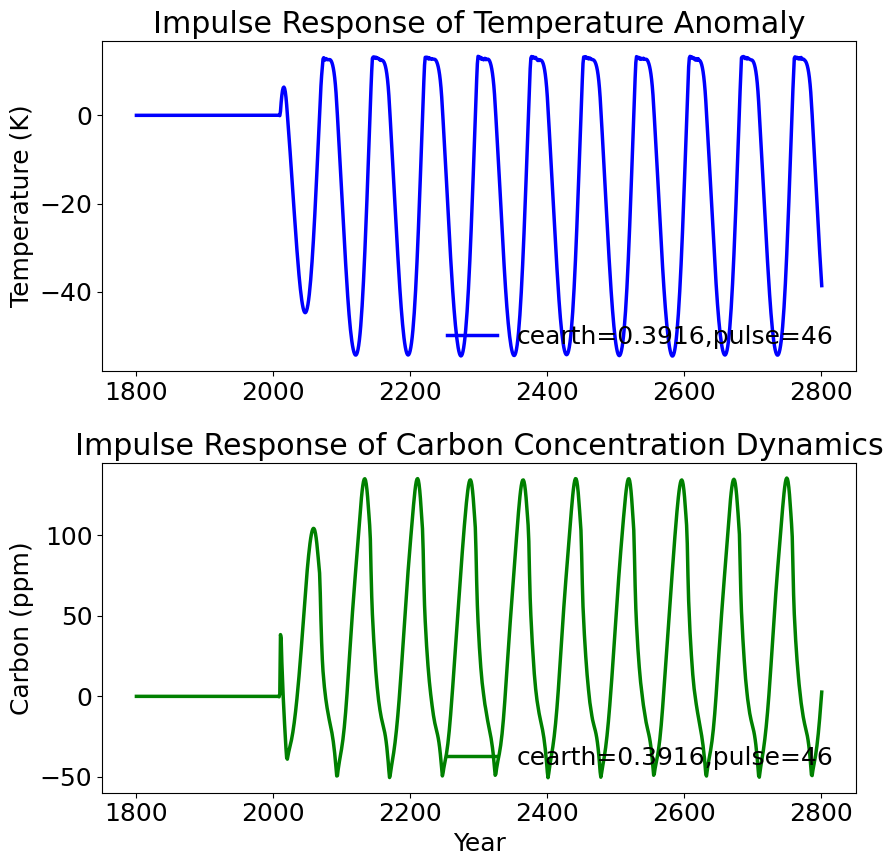 Impulse Response of Temperature Anomaly
Temperature (K)
0
−20
−40
cearth=0.3916,pulse=46
1800 2000 2200 2400 2600 2800
Impulse Response of Carbon Concentration Dynamics
Carbon (ppm)
100
50
0
−50
cearth=0.3916,pulse=46
1800 2000 2200 2400 2600 2800
Year